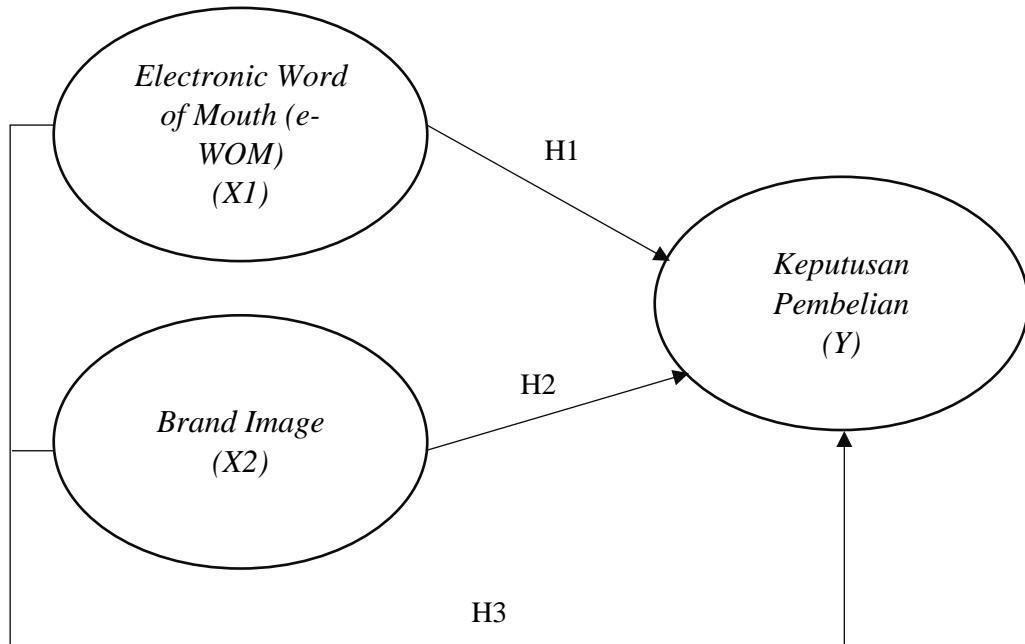 Electronic Word
of Mouth (e-
WOM)
(X1)
H1
Keputusan
Pembelian
(Y)
H2
Brand Image
(X2)
H3